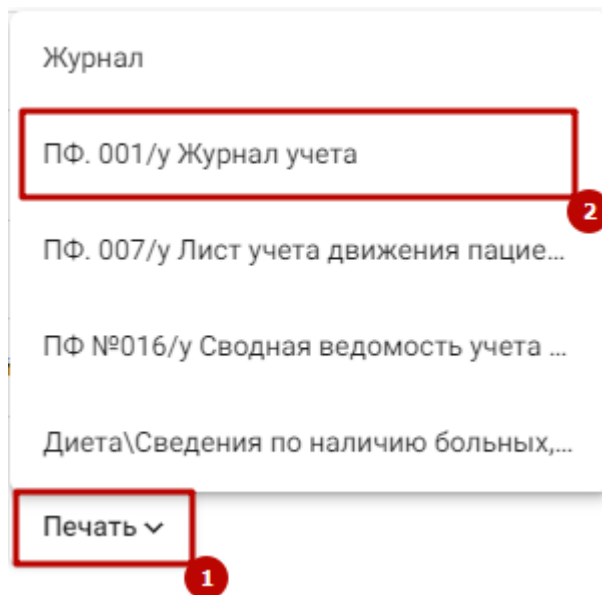 Журнал
ПФ. 001/у Журнал учета
2
ПФ. 007/у Лист учета движения пацие...
ПФ №016/у Сводная ведомость учета ...
Диета\Сведения по наличию больных,...
Печать
1